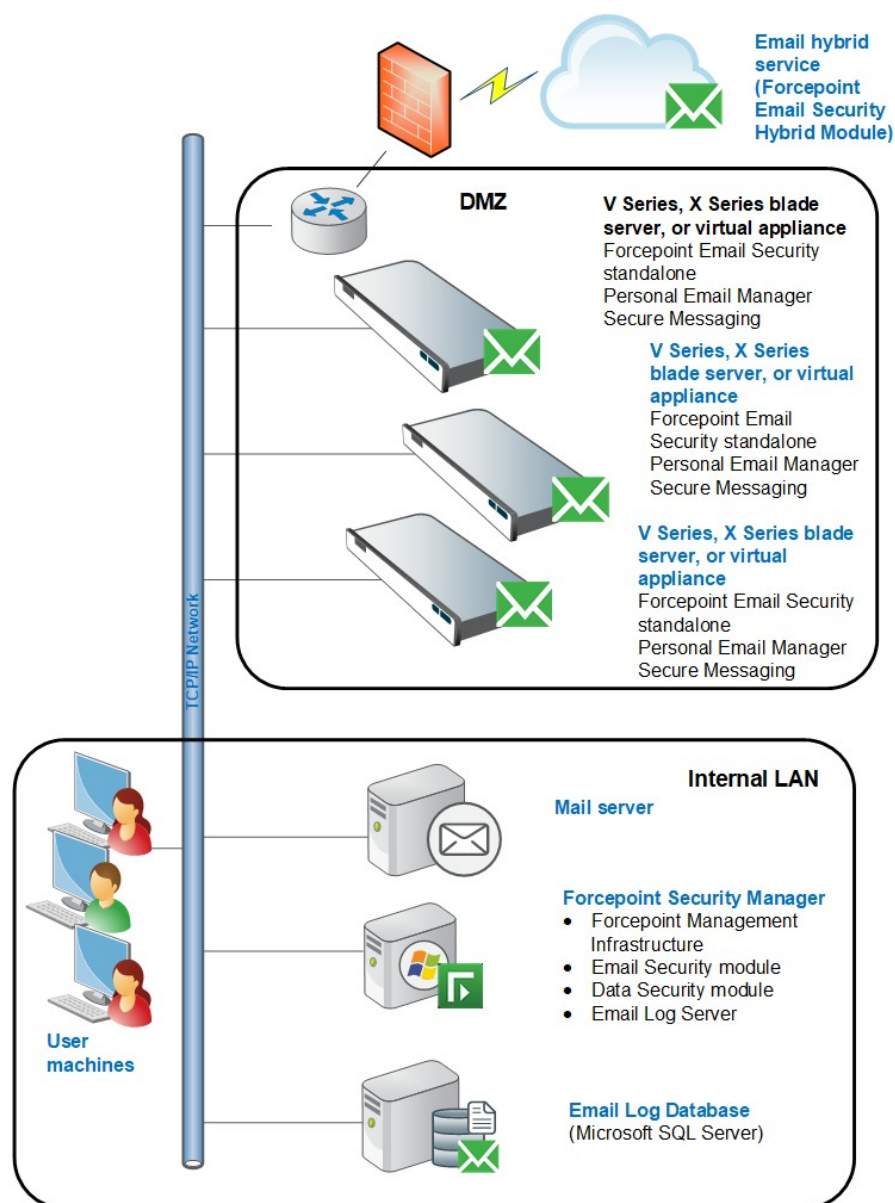 Email hybrid
service
(Forcepoint
Email Security
Hybrid Module)
DMZ
V Series, X Series blade
server, or virtual appliance
Forcepoint Email Security
standalone
Personal Email Manager
Secure Messaging
V Series, X Series
blade server, or virtual
appliance
Forcepoint Email
Security standalone
Personal Email Manager
Secure Messaging
V Series, X Series blade
server, or virtual
appliance
Forcepoint Email Security
standalone
Personal Email Manager
Secure Messaging
TCP/IP Network
Internal LAN
Mail server
Forcepoint Security Manager
• Forcepoint Management
Infrastructure
• Email Security module
• Data Security module
• Email Log Server
User
machines
Email Log Database
(Microsoft SQL Server)